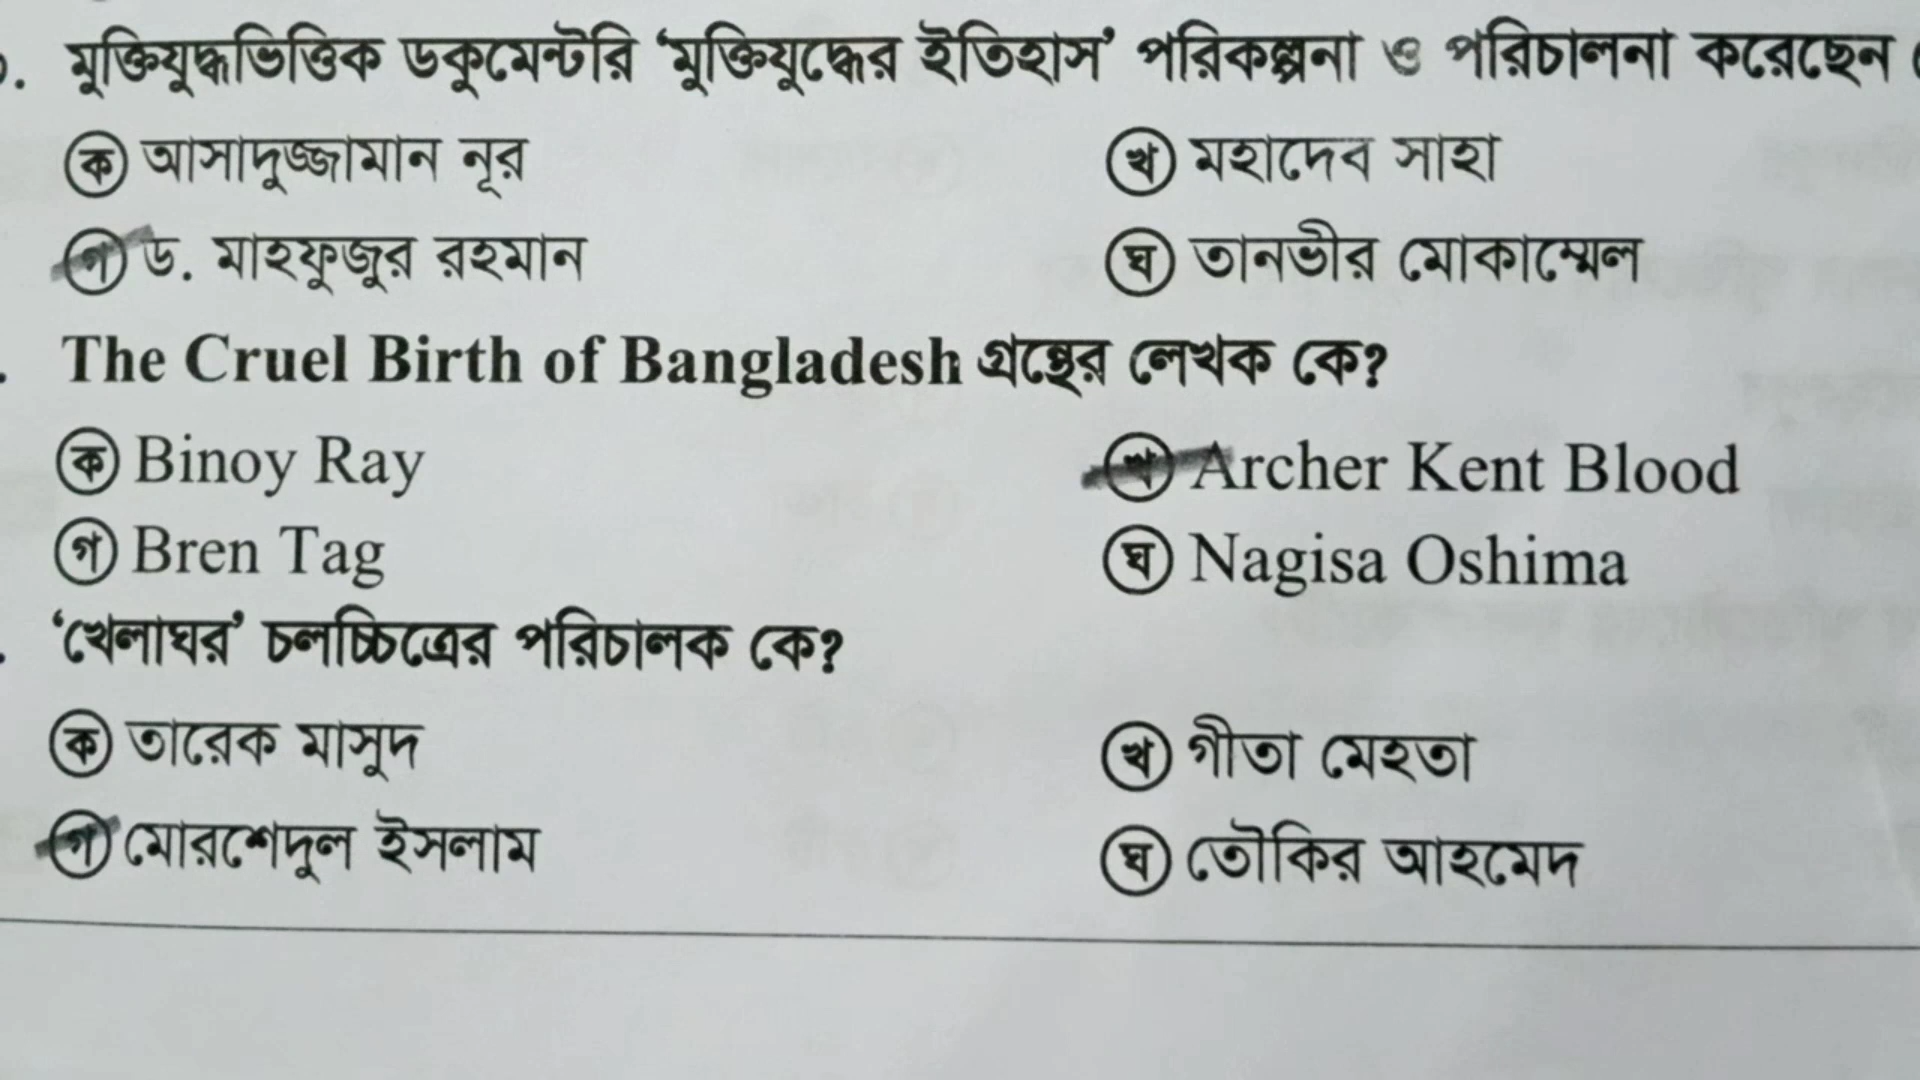 . মুক্তিযুদ্ধভিত্তিক ডকুমেন্টরি ‘মুক্তিযুদ্ধের ইতিহাস’ পরিকল্পনা ও পরিচালনা করেছেন
ক আসাদুজ্জামান নূর খ মহাদেব সাহা
গ ড. মাহফুজুর রহমান ঘ তানভীর মোকাম্মেল
. The Cruel Birth of Bangladesh গ্রন্থের লেখক কে?
ক Binoy Ray খ Archer Kent Blood
গ Bren Tag ঘ Nagisa Oshima
. ‘খেলাঘর’ চলচ্চিত্রের পরিচালক কে?
ক তারেক মাসুদ খ গীতা মেহতা
গ মোরশেদুল ইসলাম ঘ তৌকির আহমেদ